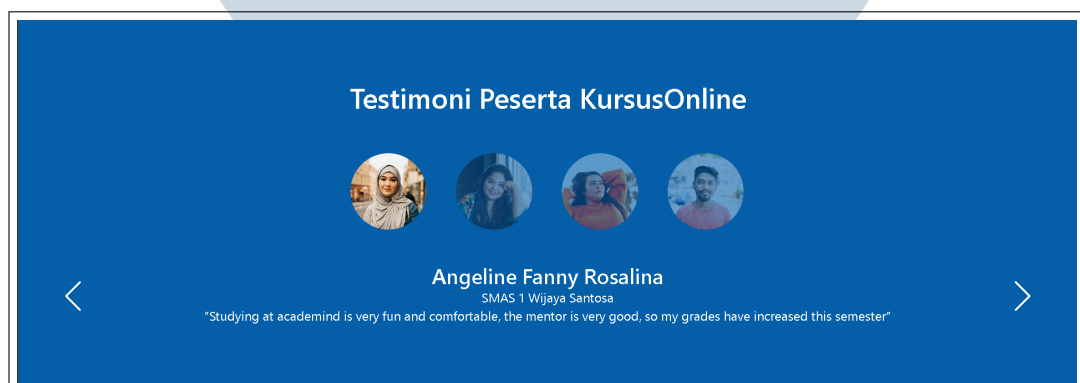 Testimoni Peserta KursusOnline
Angeline Fanny Rosalina
SMAS 1 Wijaya Santosa
"Studying at academind is very fun and comfortable, the mentor is very good, so my grades have increased this semester"